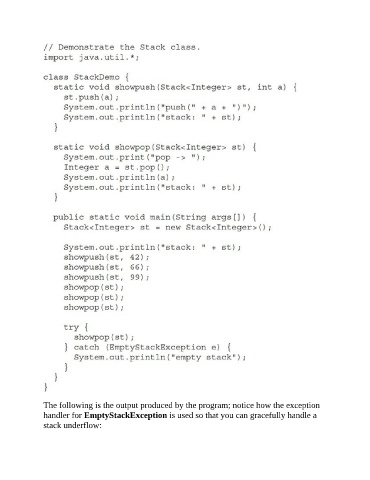 // Demonstrate the Stack class.
import java.util.*;

class StackDemo {
  static void showpush(Stack<Integer> st, int a) {
    st.push(a);
    System.out.println("push(" + a + ")");
    System.out.println("stack: " + st);
  }

  static void showpop(Stack<Integer> st) {
    System.out.print("pop -> ");
    Integer a = st.pop();
    System.out.println(a);
    System.out.println("stack: " + st);
  }

  public static void main(String args[]) {
    Stack<Integer> st = new Stack<Integer>();

    System.out.println("stack: " + st);
    showpush(st, 42);
    showpush(st, 66);
    showpush(st, 99);
    showpop(st);
    showpop(st);
    showpop(st);

    try {
      showpop(st);
    } catch (EmptyStackException e) {
      System.out.println("empty stack");
    }
  }
}
The following is the output produced by the program; notice how the exception
handler for EmptyStackException is used so that you can gracefully handle a
stack underflow: